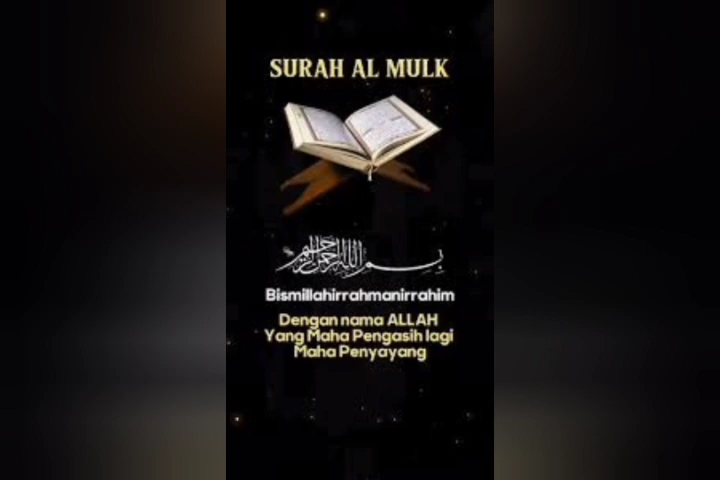 SURAH AL MULK
بسم الله الرحمن الرحيم
Bismillahirrahmanirrahim
Dengan nama ALLAH
Yang Maha Pengasih lagi
Maha Penyayang